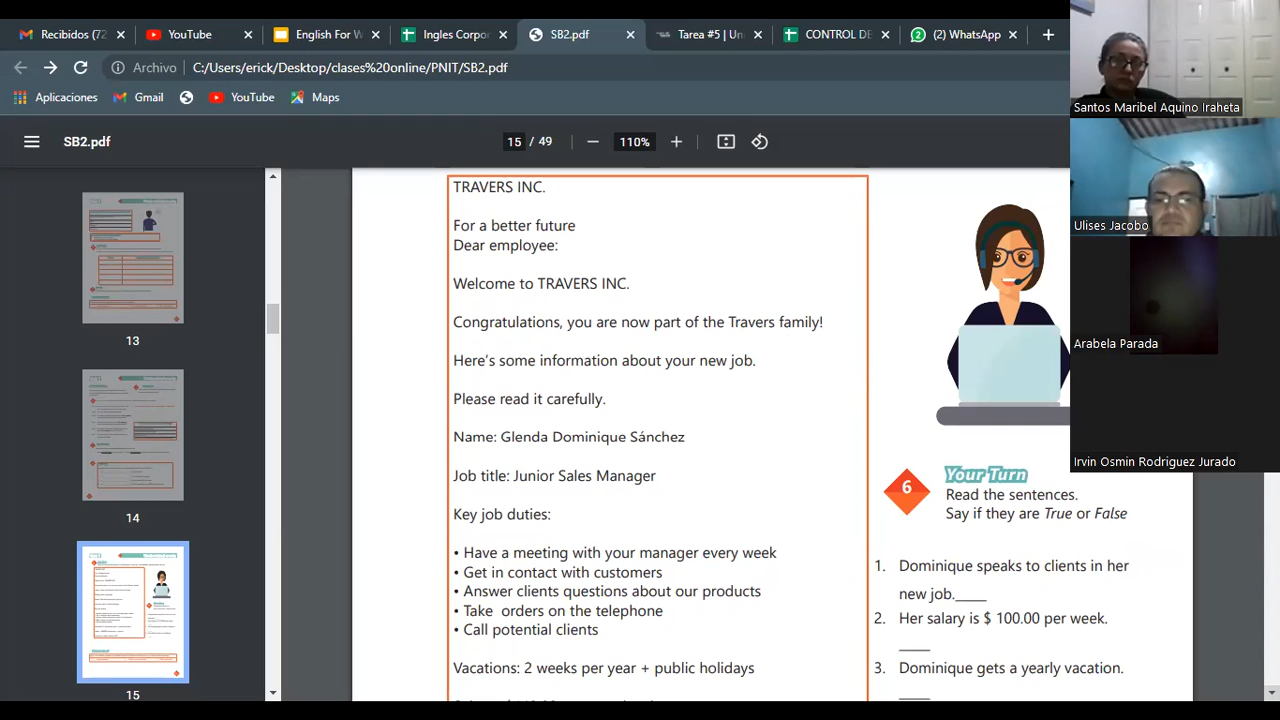 Recibidos (72
YouTube
English For W
Ingles Corpor
SB2.pdf
Tarea #5 | Un
CONTROL DE
(2) WhatsApp
Archivo
C:/Users/erick/Desktop/clases%20online/PNIT/SB2.pdf
Aplicaciones
Gmail
YouTube
Maps
SB2.pdf
15 / 49
110%
13
14
15
TRAVERS INC.
For a better future
Dear employee:
Welcome to TRAVERS INC.
Congratulations, you are now part of the Travers family!
Here's some information about your new job.
Please read it carefully.
Name: Glenda Dominique Sánchez
Job title: Junior Sales Manager
Key job duties:
• Have a meeting with your manager every week
• Get in contact with customers
• Answer clients questions about our products
Take orders on the telephone
• Call potential clients
Vacations: 2 weeks per year + public holidays
6
Your Turn
Read the sentences.
Say if they are True or False
1. Dominique speaks to clients in her
new job.____
2. Her salary is $ 100.00 per week.
____
3. Dominique gets a yearly vacation.
____
Santos Maribel Aquino Iraheta
Ulises Jacobo
Arabela Parada
Irvin Osmin Rodriguez Jurado